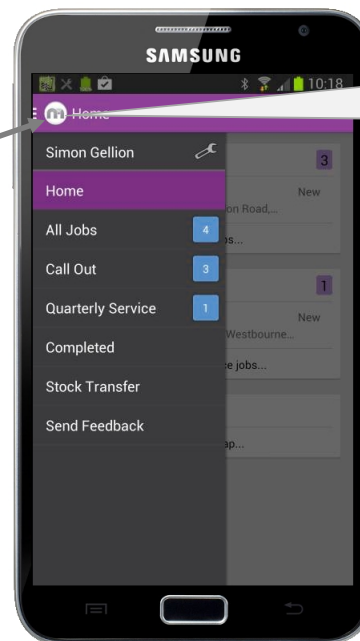 SAMSUNG
10:18
Home
Simon Gellion
3
Home
New
on Road,...
All Jobs
4
Call Out
3
1
Quarterly Service
1
New
Westbourne...
Completed
ce jobs...
Stock Transfer
Send Feedback
ap...